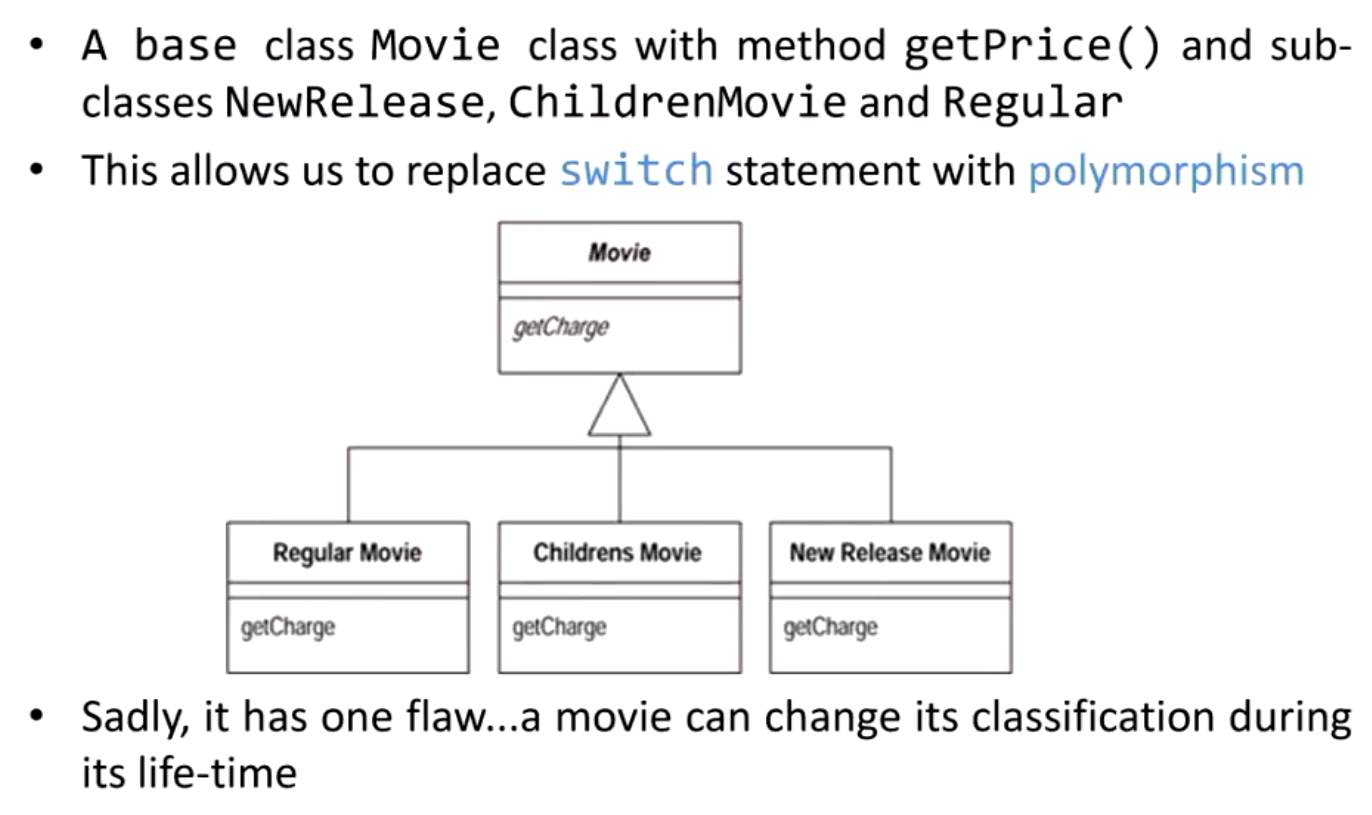 • A base class Movie class with method getPrice() and sub-
classes NewRelease, ChildrenMovie and Regular
• This allows us to replace switch statement with polymorphism
Movie
getCharge
Regular Movie
getCharge
Childrens Movie
getCharge
New Release Movie
getCharge
• Sadly, it has one flaw...a movie can change its classification during
its life-time